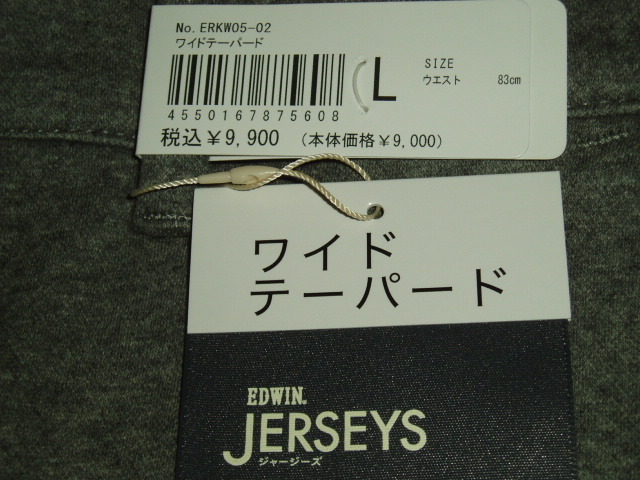 No. ERKW05-02
ワイドテーパード
L
SIZE
ウエスト 83cm
4550167875608
税込¥9,900 (本体価格¥9,000)
ワイド
テーパード
EDWIN.
JERSEYS
ジャージーズ